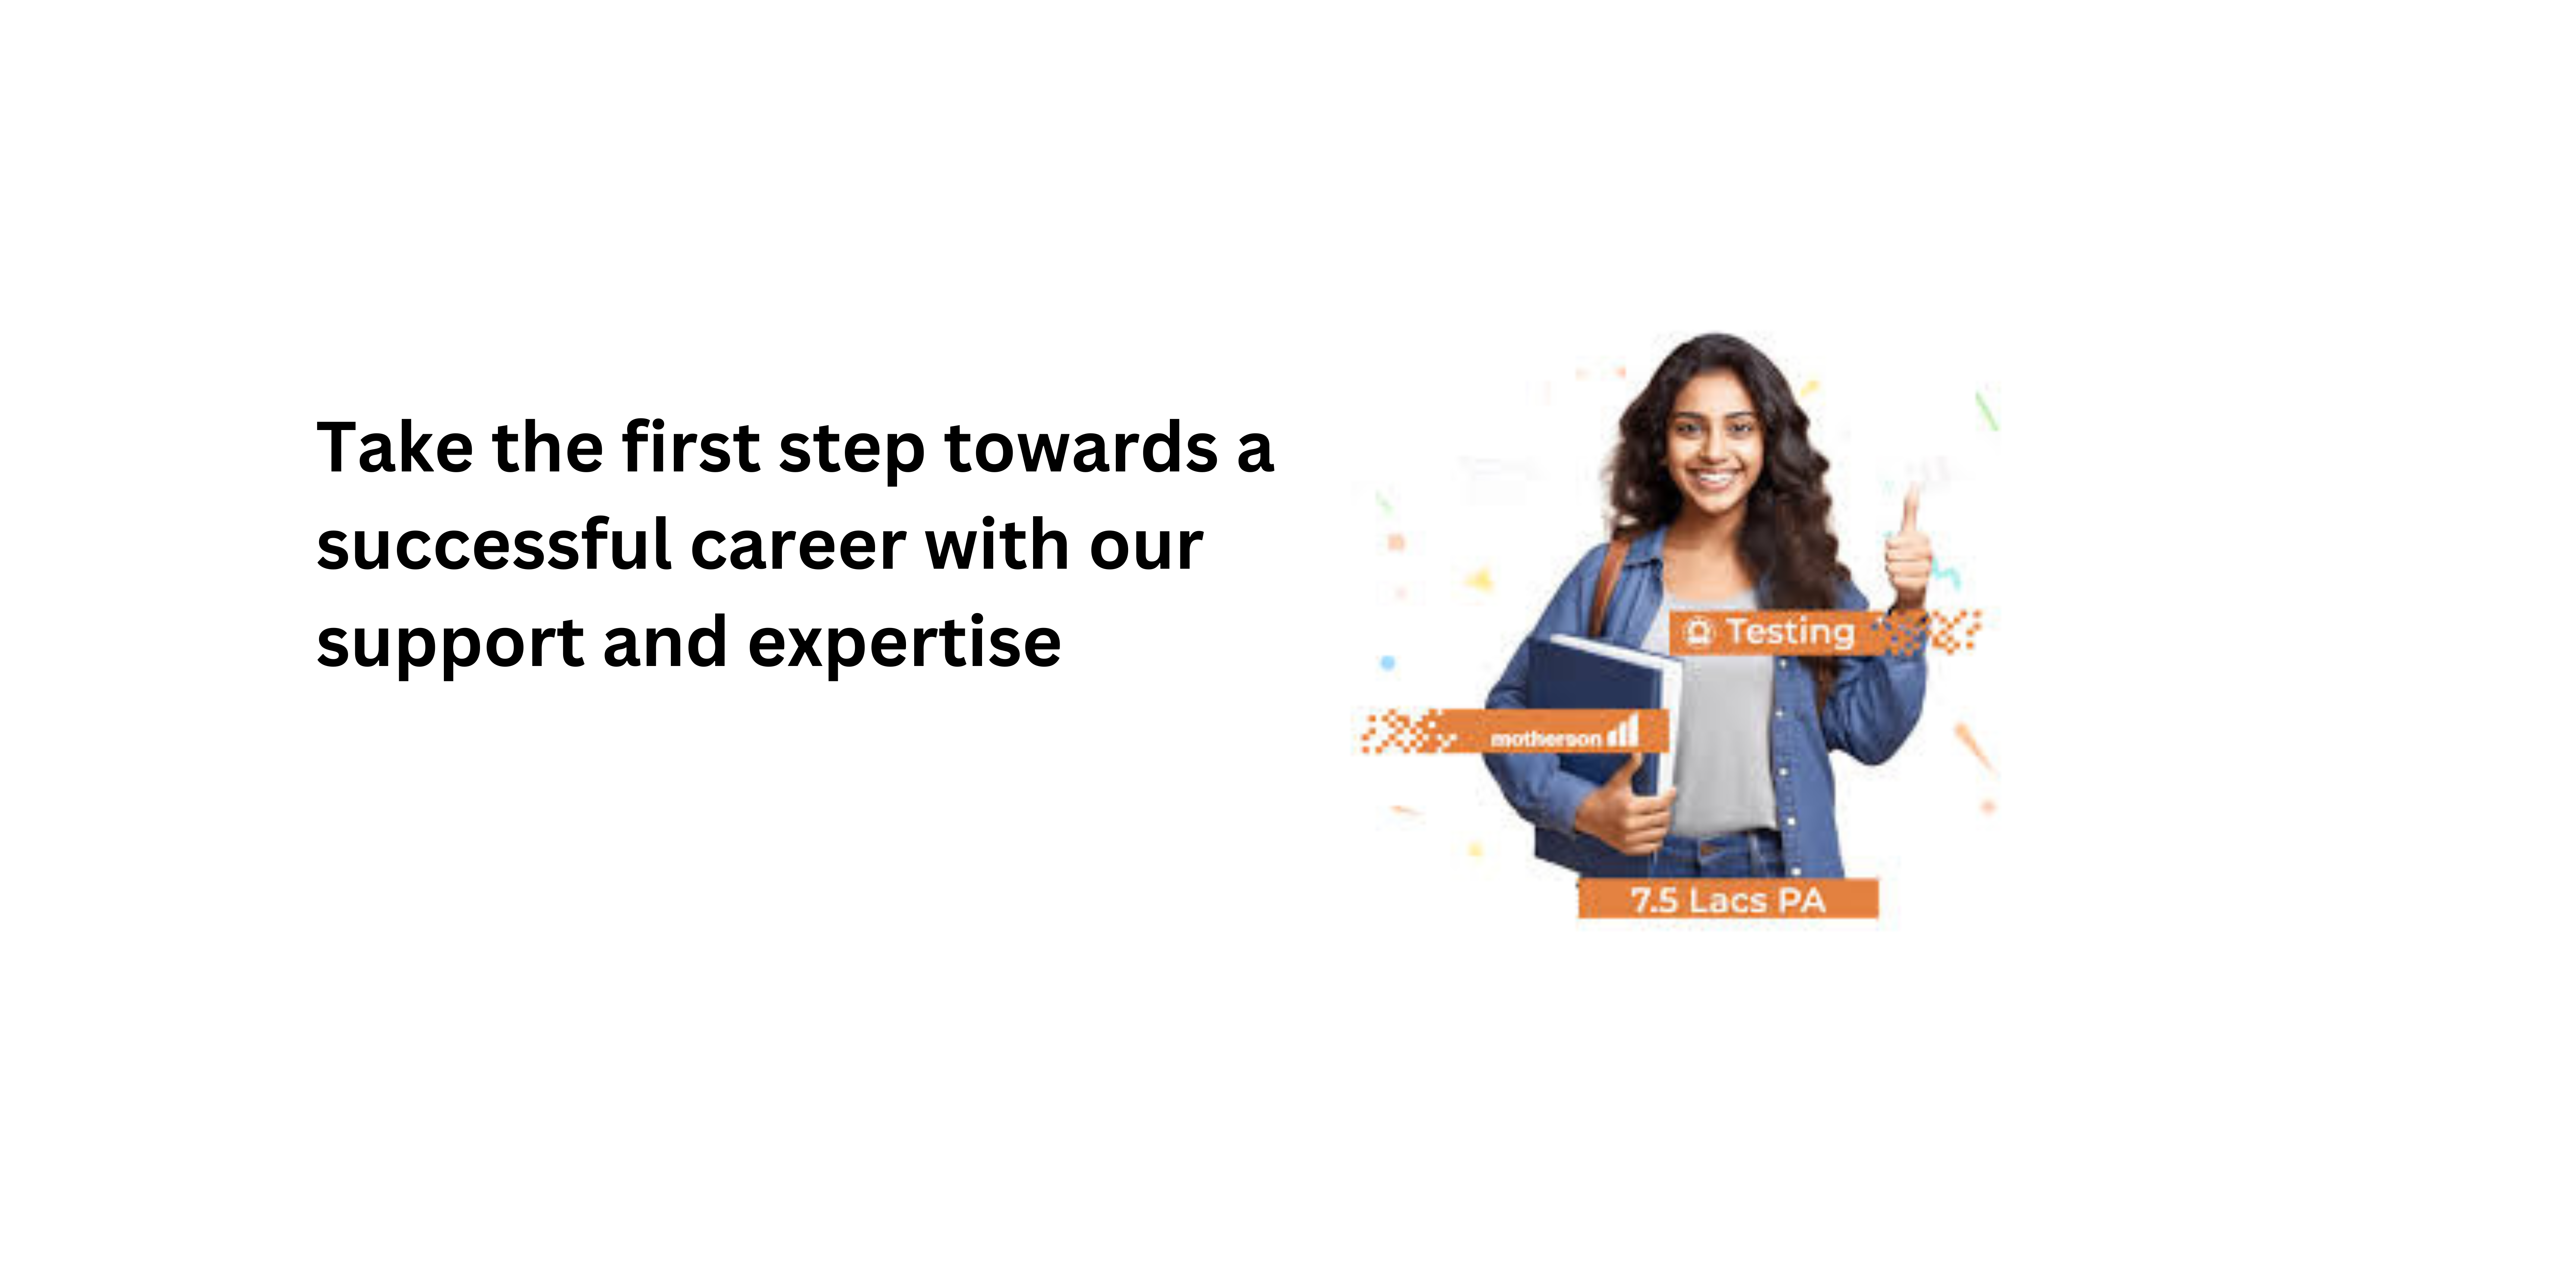 Take the first step towards a
successful career with our
support and expertise
Testing
motherson
7.5 Lacs PA